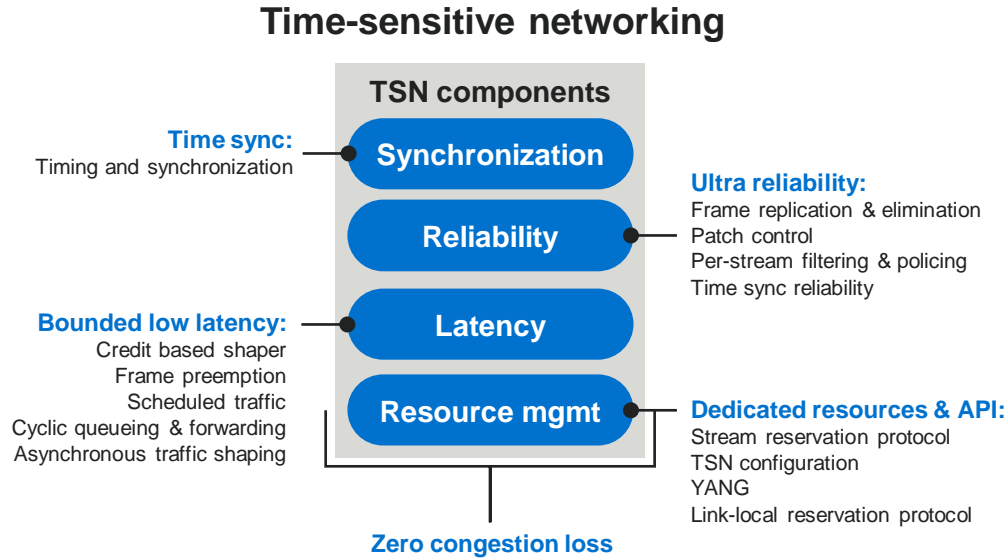 Time-sensitive networking
TSN components
Time sync:
Timing and synchronization
Synchronization
Reliability
Ultra reliability:
Frame replication & elimination
Patch control
Per-stream filtering & policing
Time sync reliability
Bounded low latency:
Credit based shaper
Frame preemption
Scheduled traffic
Cyclic queueing & forwarding
Asynchronous traffic shaping
Latency
Resource mgmt
Dedicated resources & API:
Stream reservation protocol
TSN configuration
YANG
Link-local reservation protocol
Zero congestion loss